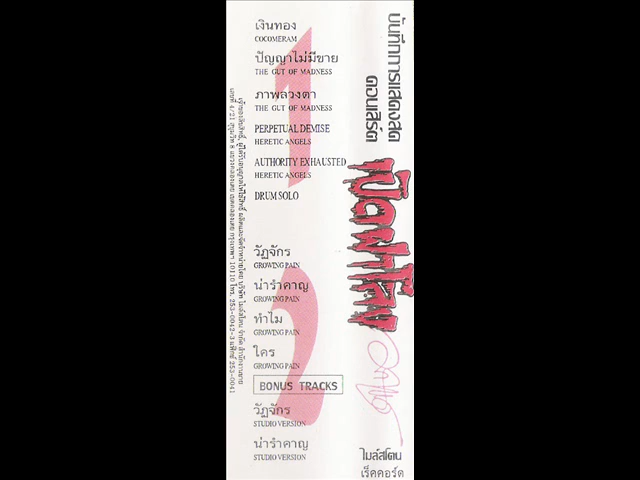 เงินทอง
COCOMERAM
ปัญญาไม่มีขาย
THE GUT OF MADNESS
ภาพลวงตา
THE GUT OF MADNESS
PERPETUAL DEMISE
HERETIC ANGELS
AUTHORITY EXHAUSTED
HERETIC ANGELS
DRUM SOLO
1
วัฏจักร
GROWING PAIN
น่ารำคาญ
GROWING PAIN
ทำไม
GROWING PAIN
ใคร
GROWING PAIN
BONUS TRACKS
วัฏจักร
STUDIO VERSION
น่ารำคาญ
STUDIO VERSION
2
บันทึกการแสดงสด
คอนเสิร์ต
เปิดฝาโลง
ไมล์สโตน
เร็คคอร์ด